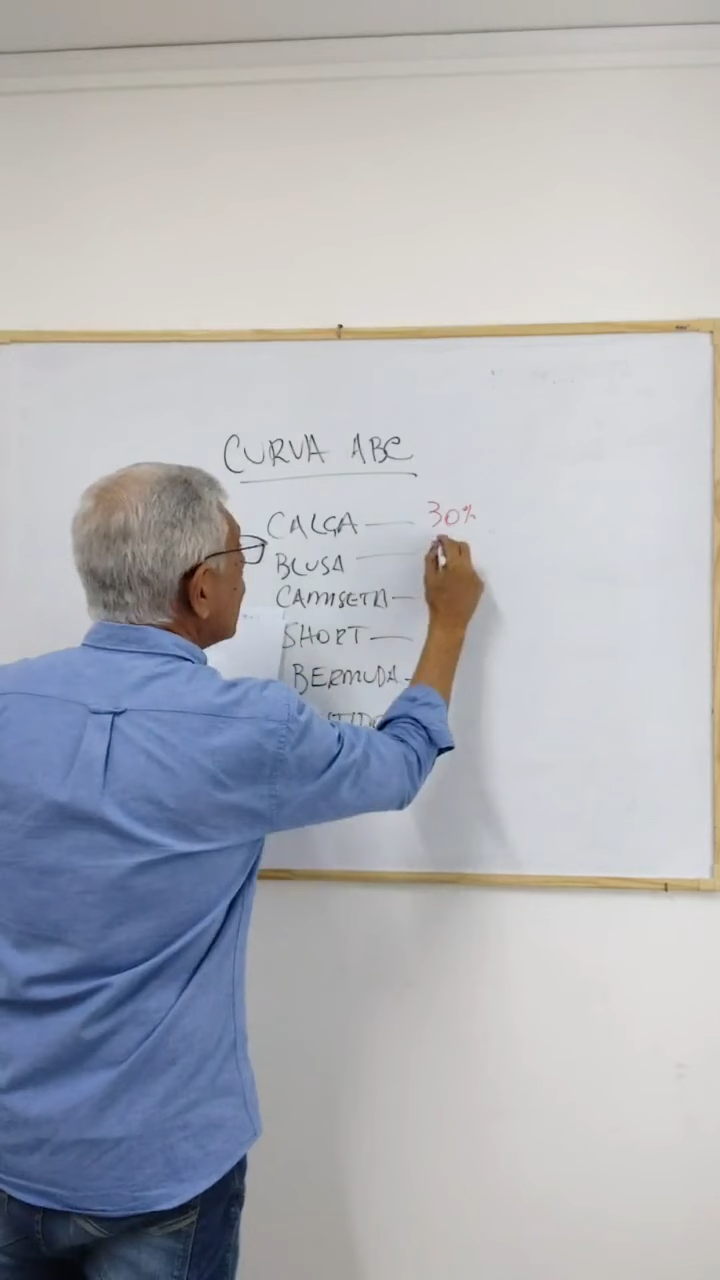 CURVA ABC
CALÇA — 30%
BLUSA —
CAMISETA —
SHORT —
BERMUDA -